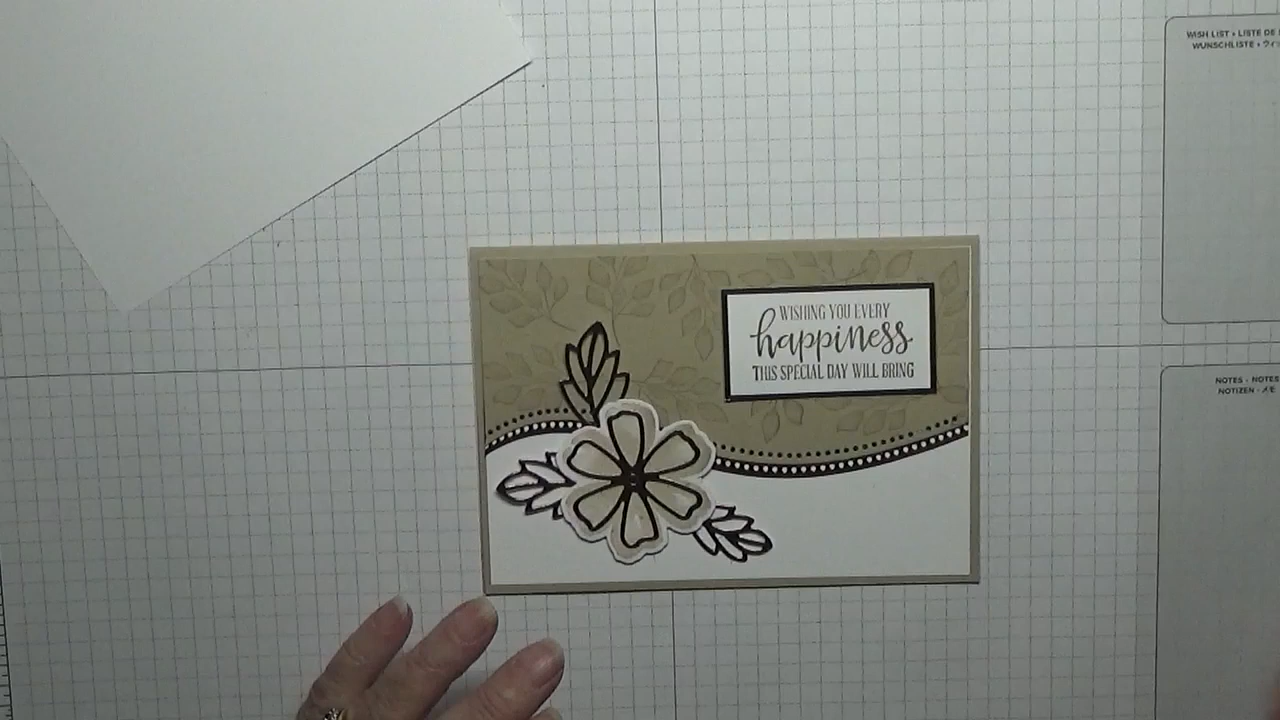 WISH LIST • LISTE DE
WUNSCHLISTE •
WISHING YOU EVERY
happiness
THIS SPECIAL DAY WILL BRING
NOTES - NOTES
NOTIZEN -